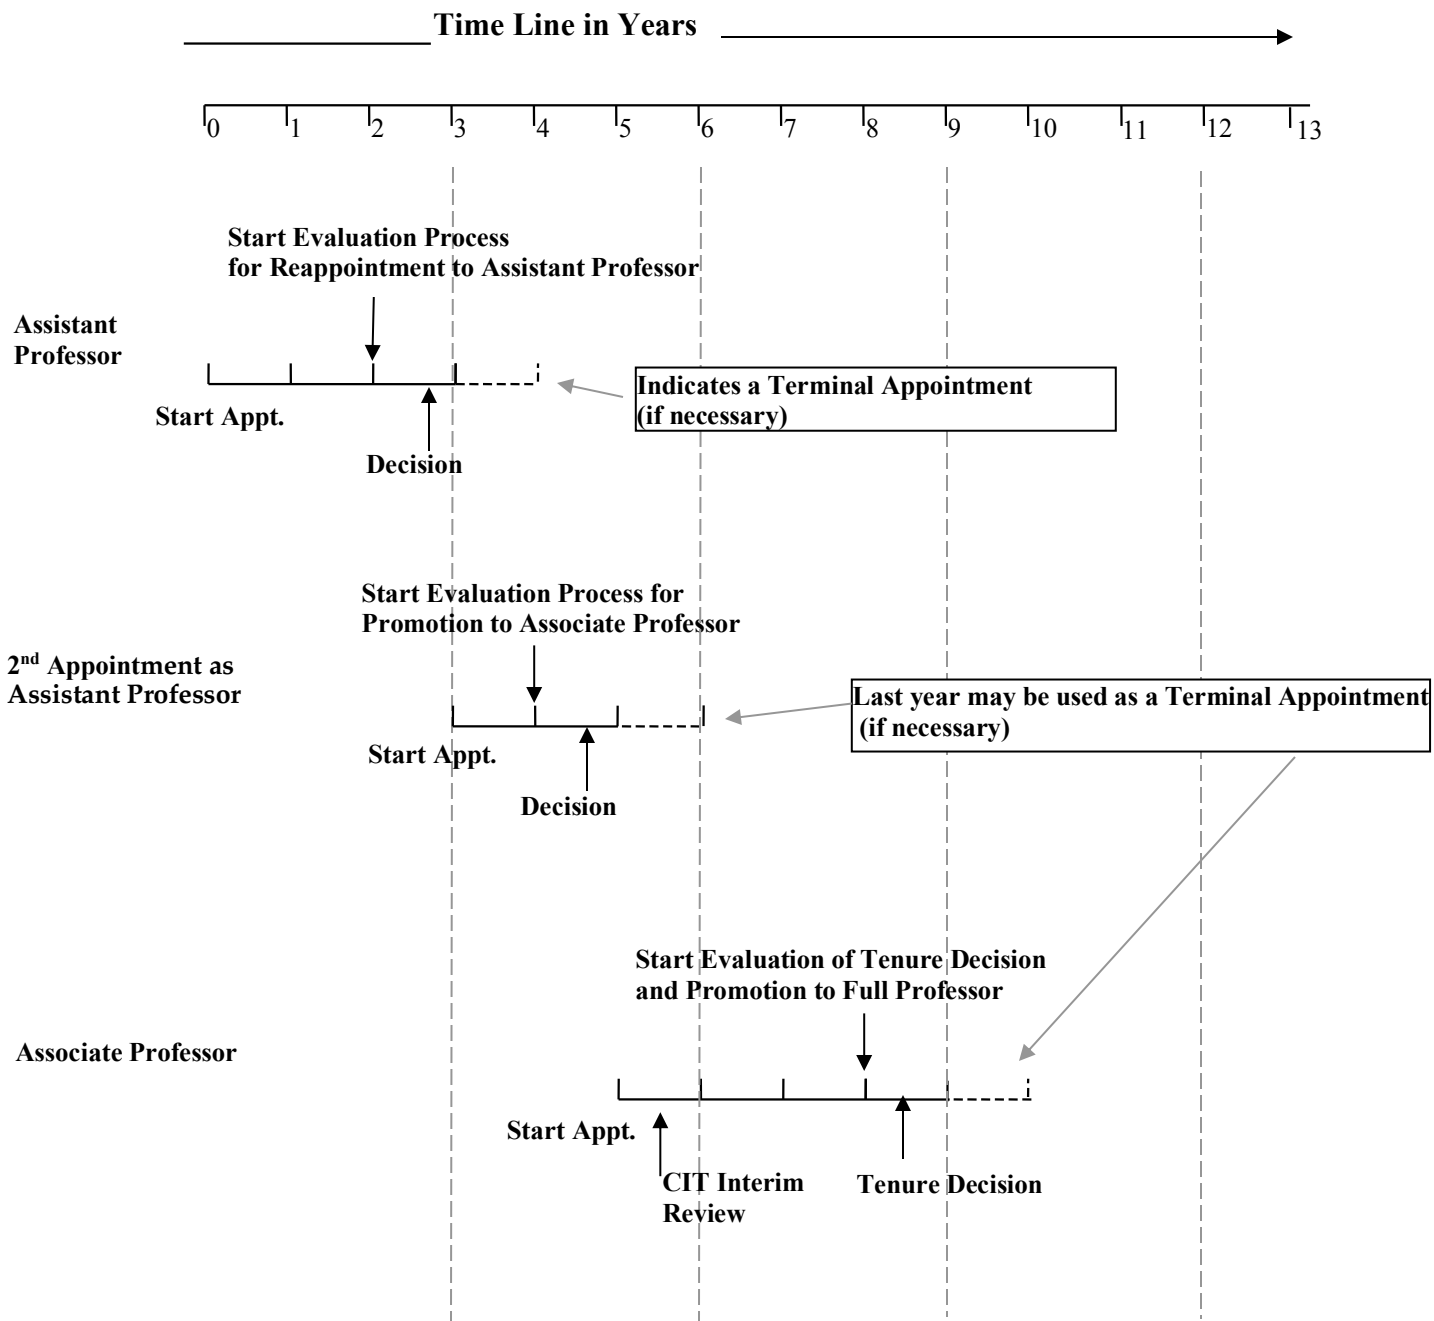 Time Line in Years
0 1 2 3 4 5 6 7 8 9 10 11 12 13
Start Evaluation Process
for Reappointment to Assistant Professor
Assistant
Professor
Indicates a Terminal Appointment
(if necessary)
Start Appt.
Decision
Start Evaluation Process for
Promotion to Associate Professor
2nd Appointment as
Assistant Professor
Last year may be used as a Terminal Appointment
(if necessary)
Start Appt.
Decision
Start Evaluation of Tenure Decision
and Promotion to Full Professor
Associate Professor
Start Appt.
CIT Interim
Review
Tenure Decision